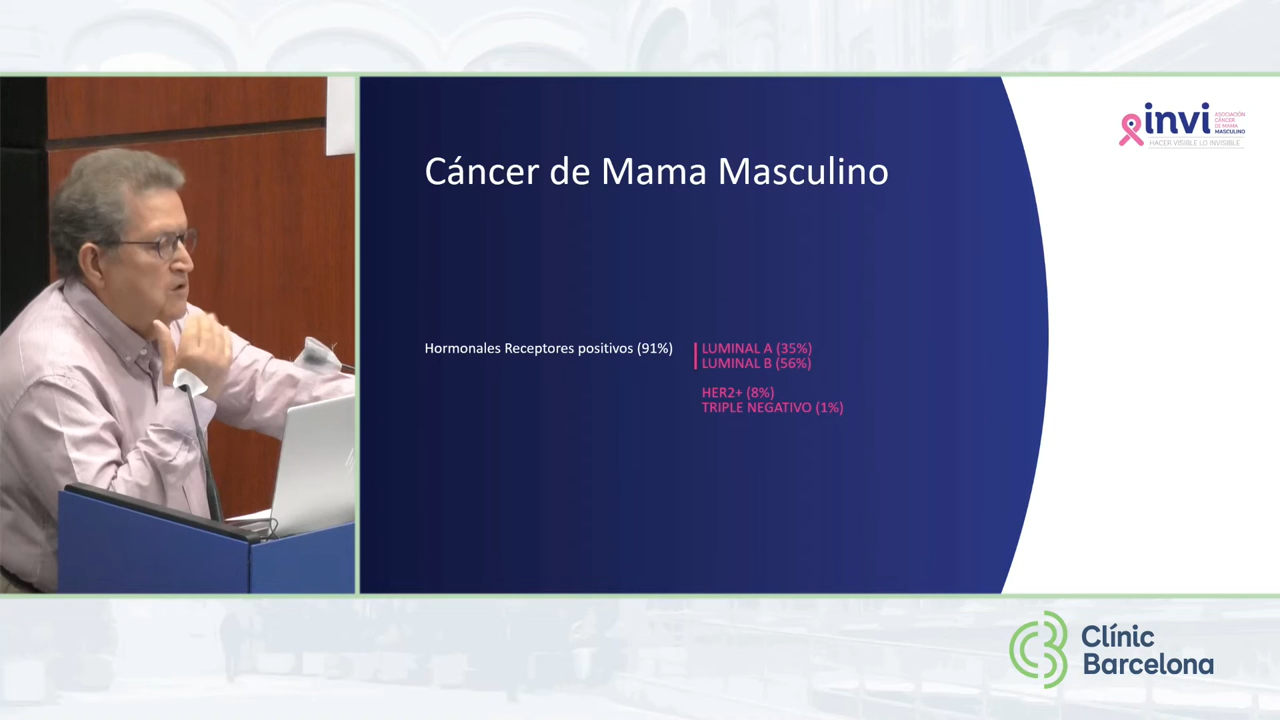 Cáncer de Mama Masculino
invi
ASOCIACIÓN
CÁNCER
DE MAMA
MASCULINO
HACER VISIBLE LO INVISIBLE
Hormonales Receptores positivos (91%)
LUMINAL A (35%)
LUMINAL B (56%)
HER2+ (8%)
TRIPLE NEGATIVO (1%)
Clínic
Barcelona